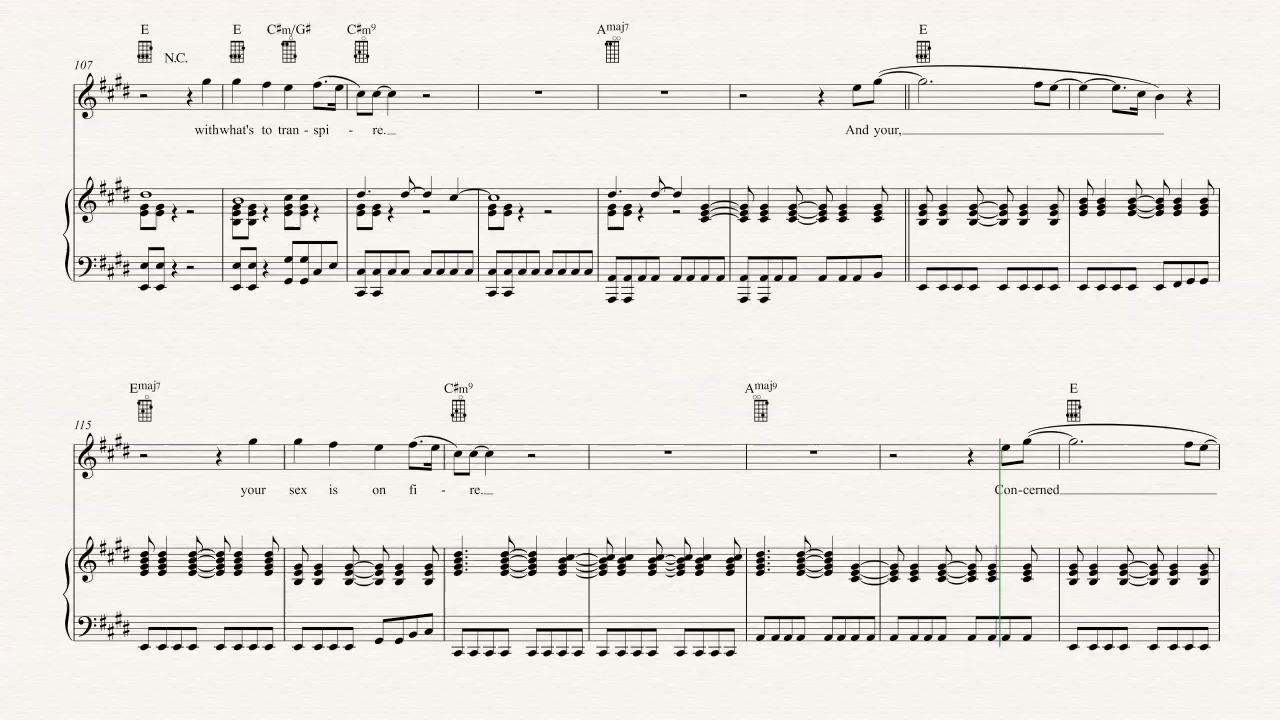 E E C♯m/G♯ C♯m9 Amaj7 E
N.C.
107
with what's to tran - spi - re. And your,
Emaj7 C♯m9 Amaj9 E
115
your sex is on fi - re. Con-cerned